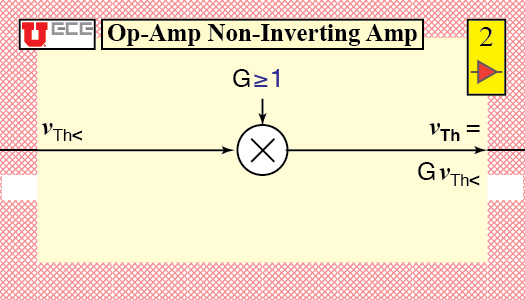 U ECE Op-Amp Non-Inverting Amp 2
G≥1
vTh< vTh =
G vTh<